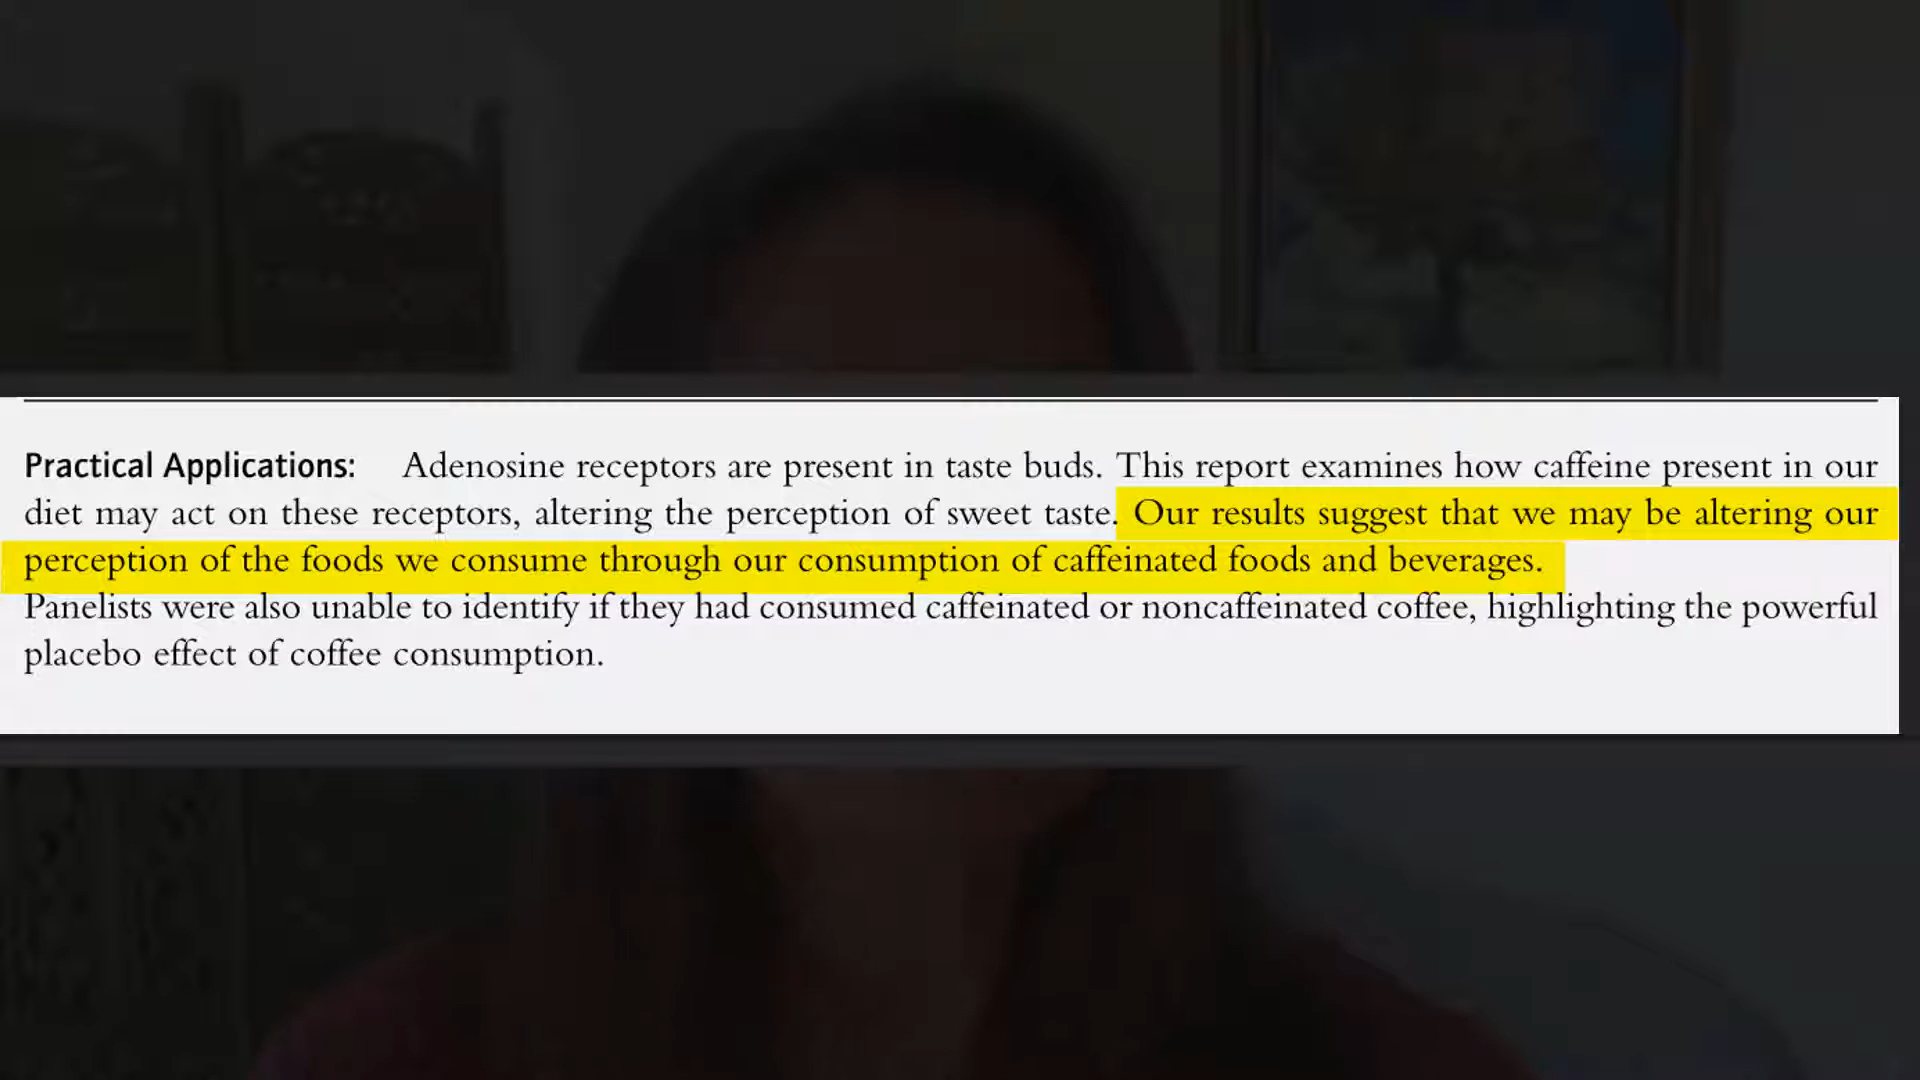 Practical Applications: Adenosine receptors are present in taste buds. This report examines how caffeine present in our
diet may act on these receptors, altering the perception of sweet taste. Our results suggest that we may be altering our
perception of the foods we consume through our consumption of caffeinated foods and beverages.
Panelists were also unable to identify if they had consumed caffeinated or noncaffeinated coffee, highlighting the powerful
placebo effect of coffee consumption.